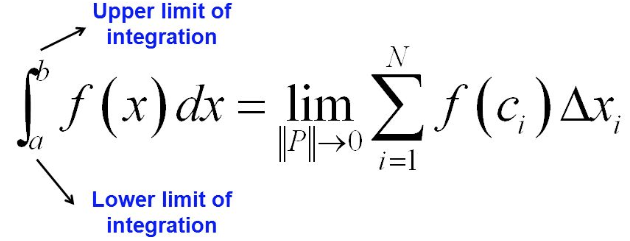 Upper limit of
integration
∫_a^b f(x)dx = lim_{‖P‖→0} ∑_{i=1}^{N} f(c_i)Δx_i
Lower limit of
integration